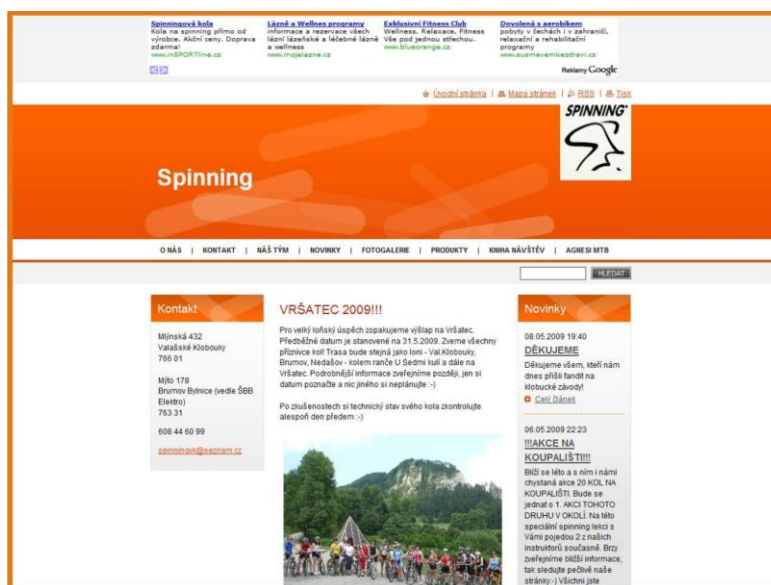 Spinningová kola
Kola na spinning přímo od
výrobce. Akční ceny. Doprava
zdarma!
www.inSPORTline.cz
Lázně a Wellnes programy
informace a rezervace všech
lázní lázeňské a léčebné lázně
a wellness
www.mojelazne.cz
Exklusivní Fitness Club
Wellness, Relaxace, Fitness
Vše pod jednou střechou.
www.blueorange.cz
Dovolená s aerobikem
pobyty v čechách i v zahraničí,
relaxační a rehabilitační
programy
www.susmevemkezdravi.cz
Reklamy Google
Úvodní stránka | Mapa stránek | RSS | Tisk
SPINNING
Spinning
O NÁS | KONTAKT | NÁŠ TÝM | NOVINKY | FOTOGALERIE | PRODUKTY | KNIHA NÁVŠTĚV | AGNESI MTB
HLEDAT
Kontakt
Mlýnská 432
Valašské Klobouky
766 01
Mýto 178
Brumov Bylnice (vedle ŠBB
Elektro)
763 31
608 44 60 99
spinningvk@seznam.cz
VRŠATEC 2009!!!
Pro velký loňský úspěch zopakujeme výšlap na Vršatec.
Předběžné datum je stanovené na 31.5.2009. Zveme všechny
příznivce kol! Trasa bude stejná jako loni - Val.Klobouky,
Brumov, Nedašov - kolem ranče U Sedmi kulí a dále na
Vršatec. Podrobnější informace zveřejníme později, jen si
datum poznačte a nic jiného si neplánujte :-)
Po zkušenostech si technický stav svého kola zkontrolujte
alespoň den předem :-)
Novinky
08.05.2009 19:40
DĚKUJEME
Děkujeme všem, kteří nám
dnes přišli fandit na
klobucké závody!
Celý článek
06.05.2009 22:23
!!!AKCE NA
KOUPALIŠTI!!!
Blíží se léto a s ním i námi
chystaná akce 20 KOL NA
KOUPALIŠTI. Bude se
jednat o 1. AKCI TOHOTO
DRUHU V OKOLÍ. Na této
speciální spinning lekci s
Vámi pojedou 2 z našich
instruktorů současně. Brzy
zveřejníme bližší informace,
tak sledujte pečlivě naše
stránky:-) Všichni jste